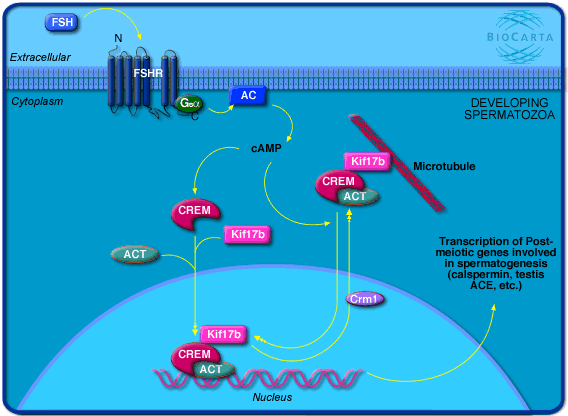 FSH
N
BIOCARTA
Extracellular
FSHR
Cytoplasm
Gsα
AC
DEVELOPING
SPERMATOZOA
cAMP
Kif17b
Microtubule
CREM
ACT
CREM
Kif17b
ACT
Transcription of Post-
meiotic genes involved
in spermatogenesis
(calspermin, testis
ACE, etc.)
Crm1
Kif17b
CREM
ACT
Nucleus